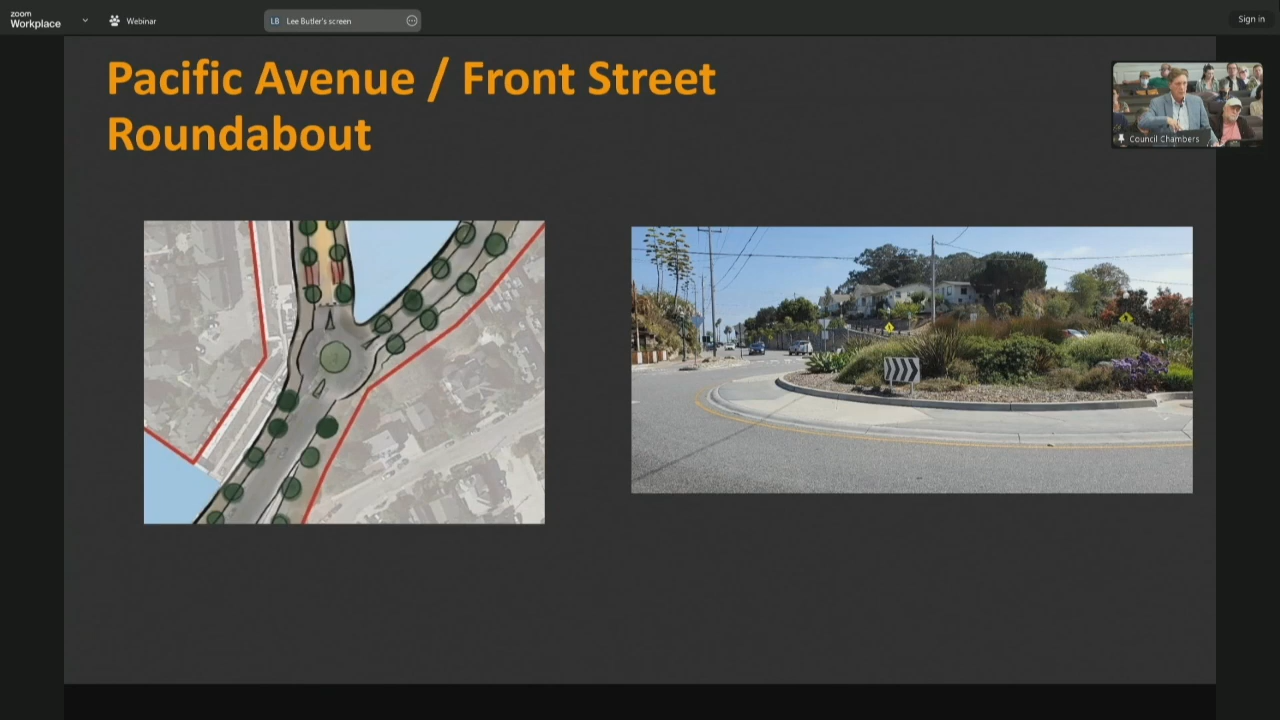 zoom
Workplace
Webinar
LB Lee Butler's screen
Sign in
Pacific Avenue / Front Street
Roundabout
Council Chambers